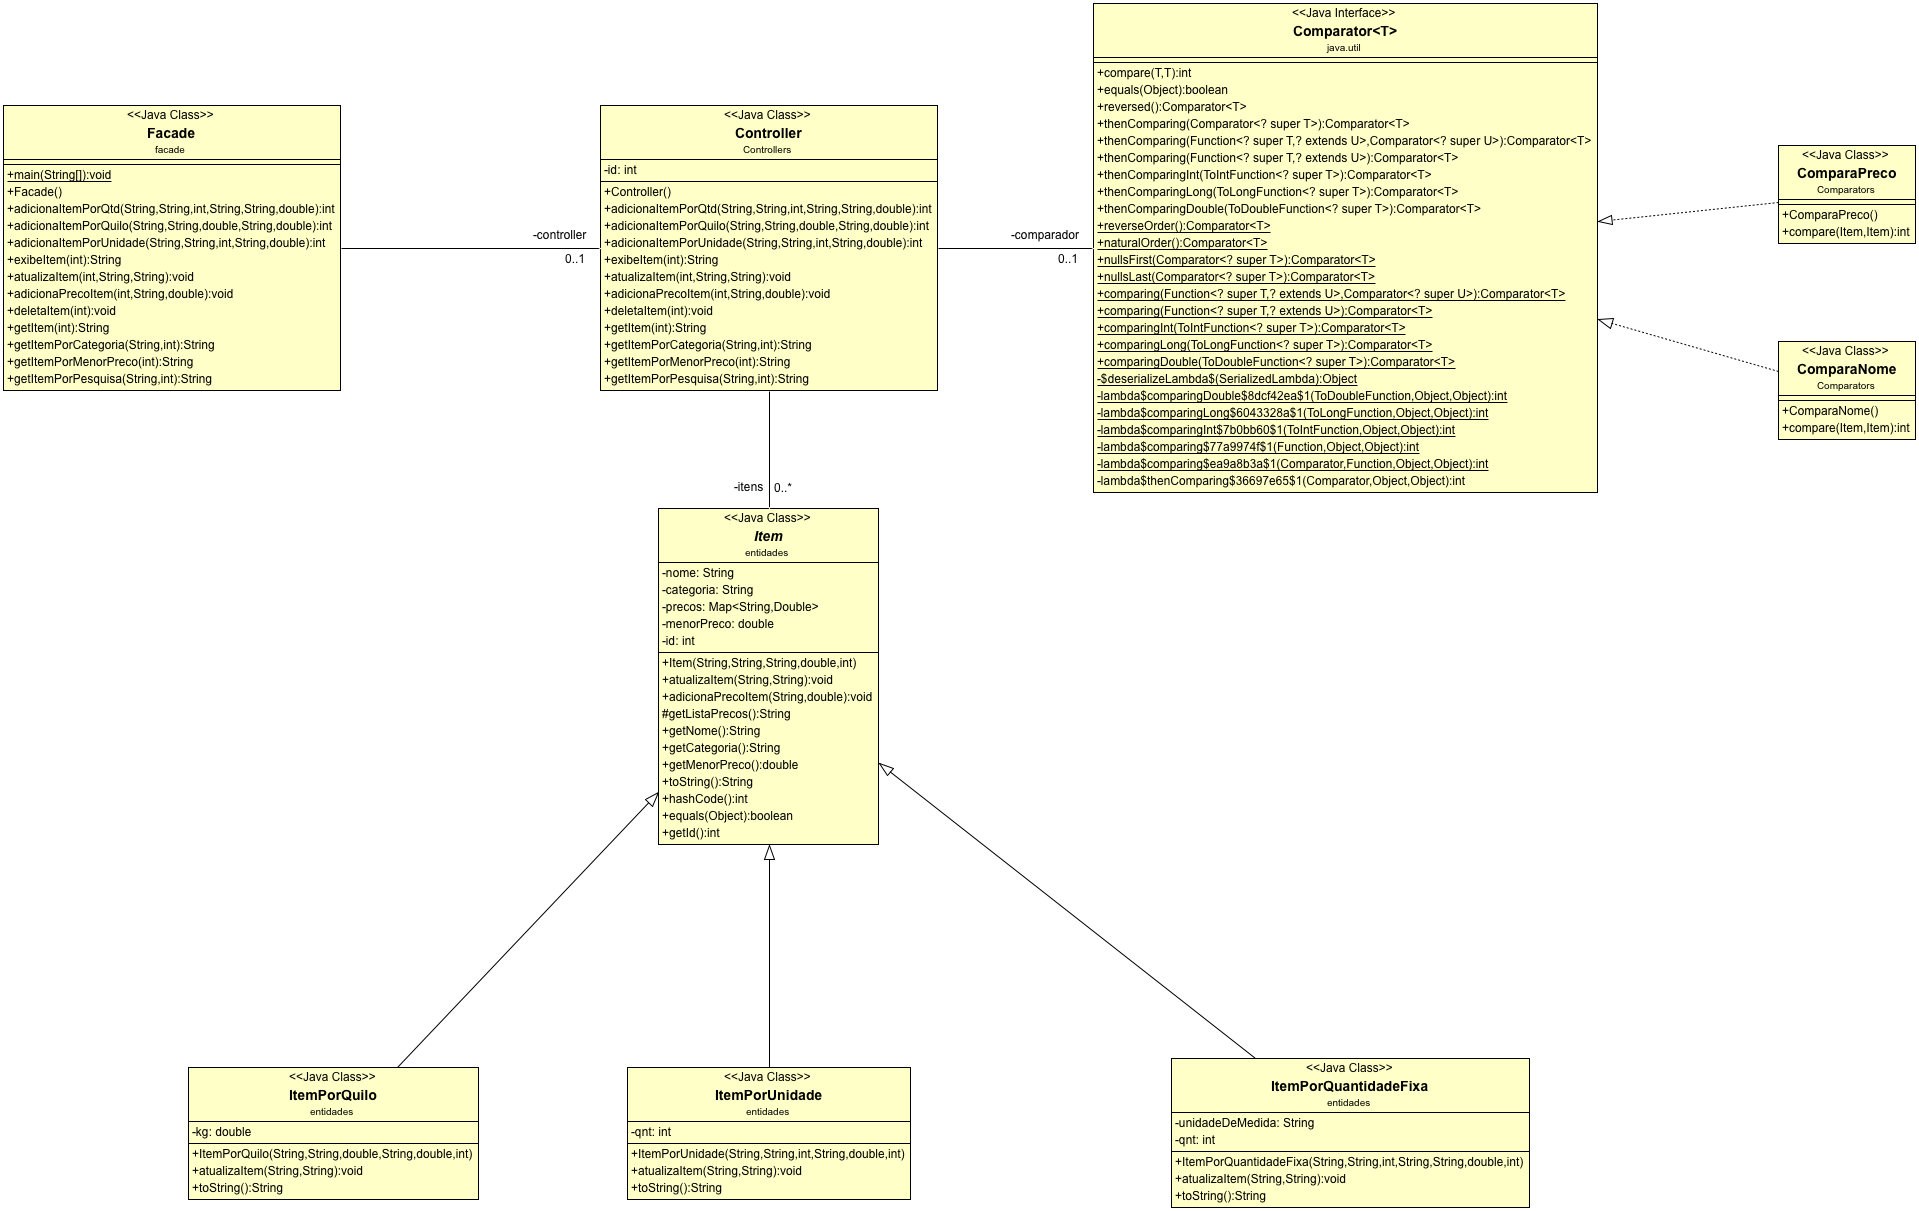 <<Java Class>>
Facade
facade
+main(String[]):void
+Facade()
+adicionaItemPorQtd(String,String,int,String,String,double):int
+adicionaItemPorQuilo(String,String,double,String,double):int
+adicionaItemPorUnidade(String,String,int,String,double):int
+exibeItem(int):String
+atualizaItem(int,String,String):void
+adicionaPrecoItem(int,String,double):void
+deletaItem(int):void
+getItem(int):String
+getItemPorCategoria(String,int):String
+getItemPorMenorPreco(int):String
+getItemPorPesquisa(String,int):String
-controller
0..1
<<Java Class>>
Controller
Controllers
-id: int
+Controller()
+adicionaItemPorQtd(String,String,int,String,String,double):int
+adicionaItemPorQuilo(String,String,double,String,double):int
+adicionaItemPorUnidade(String,String,int,String,double):int
+exibeItem(int):String
+atualizaItem(int,String,String):void
+adicionaPrecoItem(int,String,double):void
+deletaItem(int):void
+getItem(int):String
+getItemPorCategoria(String,int):String
+getItemPorMenorPreco(int):String
+getItemPorPesquisa(String,int):String
-comparador
0..1
<<Java Interface>>
Comparator<T>
java.util
+compare(T,T):int
+equals(Object):boolean
+reversed():Comparator<T>
+thenComparing(Comparator<? super T>):Comparator<T>
+thenComparing(Function<? super T,? extends U>,Comparator<? super U>):Comparator<T>
+thenComparing(Function<? super T,? extends U>):Comparator<T>
+thenComparingInt(ToIntFunction<? super T>):Comparator<T>
+thenComparingLong(ToLongFunction<? super T>):Comparator<T>
+thenComparingDouble(ToDoubleFunction<? super T>):Comparator<T>
+reverseOrder():Comparator<T>
+naturalOrder():Comparator<T>
+nullsFirst(Comparator<? super T>):Comparator<T>
+nullsLast(Comparator<? super T>):Comparator<T>
+comparing(Function<? super T,? extends U>,Comparator<? super U>):Comparator<T>
+comparing(Function<? super T,? extends U>):Comparator<T>
+comparingInt(ToIntFunction<? super T>):Comparator<T>
+comparingLong(ToLongFunction<? super T>):Comparator<T>
+comparingDouble(ToDoubleFunction<? super T>):Comparator<T>
-$deserializeLambda$(SerializedLambda):Object
-lambda$comparingDouble$8dcf42ea$1(ToDoubleFunction,Object,Object):int
-lambda$comparingLong$6043328a$1(ToLongFunction,Object,Object):int
-lambda$comparingInt$7b0bb60$1(ToIntFunction,Object,Object):int
-lambda$comparing$77a9974f$1(Function,Object,Object):int
-lambda$comparing$ea9a8b3a$1(Comparator,Function,Object,Object):int
-lambda$thenComparing$36697e65$1(Comparator,Object,Object):int
<<Java Class>>
ComparaPreco
Comparators
+ComparaPreco()
+compare(Item,Item):int
<<Java Class>>
ComparaNome
Comparators
+ComparaNome()
+compare(Item,Item):int
-itens
0..*
<<Java Class>>
Item
entidades
-nome: String
-categoria: String
-precos: Map<String,Double>
-menorPreco: double
-id: int
+Item(String,String,String,double,int)
+atualizaItem(String,String):void
+adicionaPrecoItem(String,double):void
#getListaPrecos():String
+getNome():String
+getCategoria():String
+getMenorPreco():double
+toString():String
+hashCode():int
+equals(Object):boolean
+getId():int
<<Java Class>>
ItemPorQuilo
entidades
-kg: double
+ItemPorQuilo(String,String,double,String,double,int)
+atualizaItem(String,String):void
+toString():String
<<Java Class>>
ItemPorUnidade
entidades
-qnt: int
+ItemPorUnidade(String,String,int,String,double,int)
+atualizaItem(String,String):void
+toString():String
<<Java Class>>
ItemPorQuantidadeFixa
entidades
-unidadeDeMedida: String
-qnt: int
+ItemPorQuantidadeFixa(String,String,int,String,String,double,int)
+atualizaItem(String,String):void
+toString():String